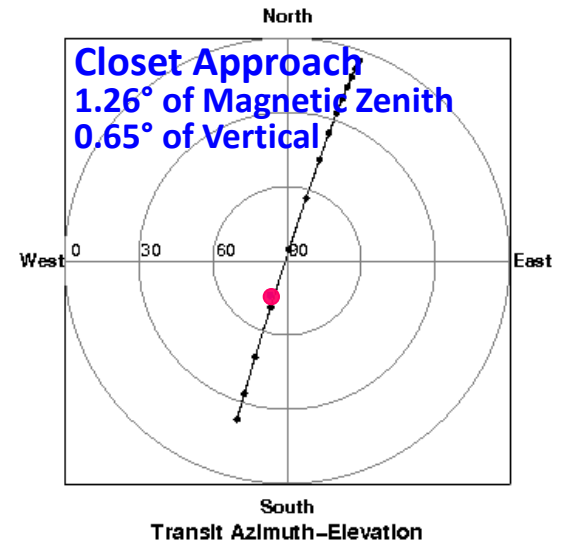 North
Closet Approach
1.26° of Magnetic Zenith
0.65° of Vertical
West 0 30 60 90 East
South
Transit Azimuth-Elevation